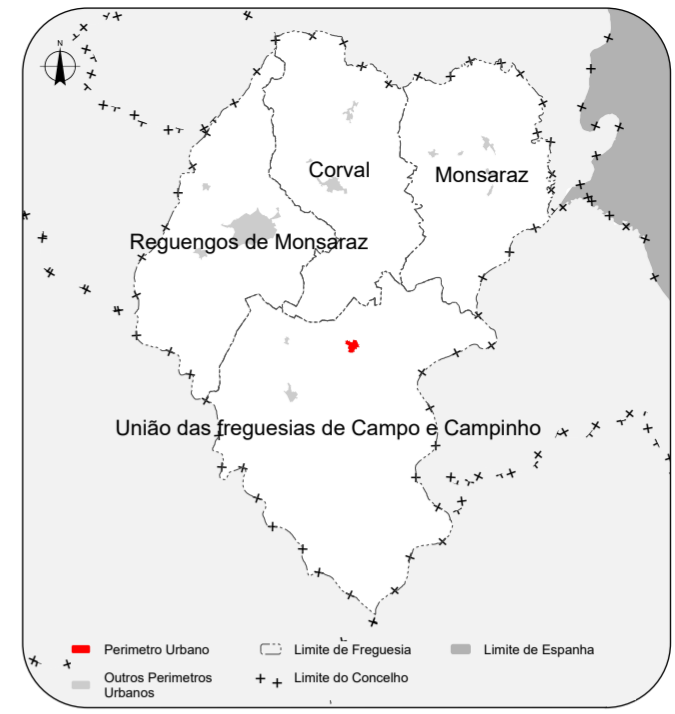 N
Corval
Monsaraz
Reguengos de Monsaraz
União das freguesias de Campo e Campinho
Perimetro Urbano
Limite de Freguesia
Limite de Espanha
Outros Perimetros
Urbanos
Limite do Concelho